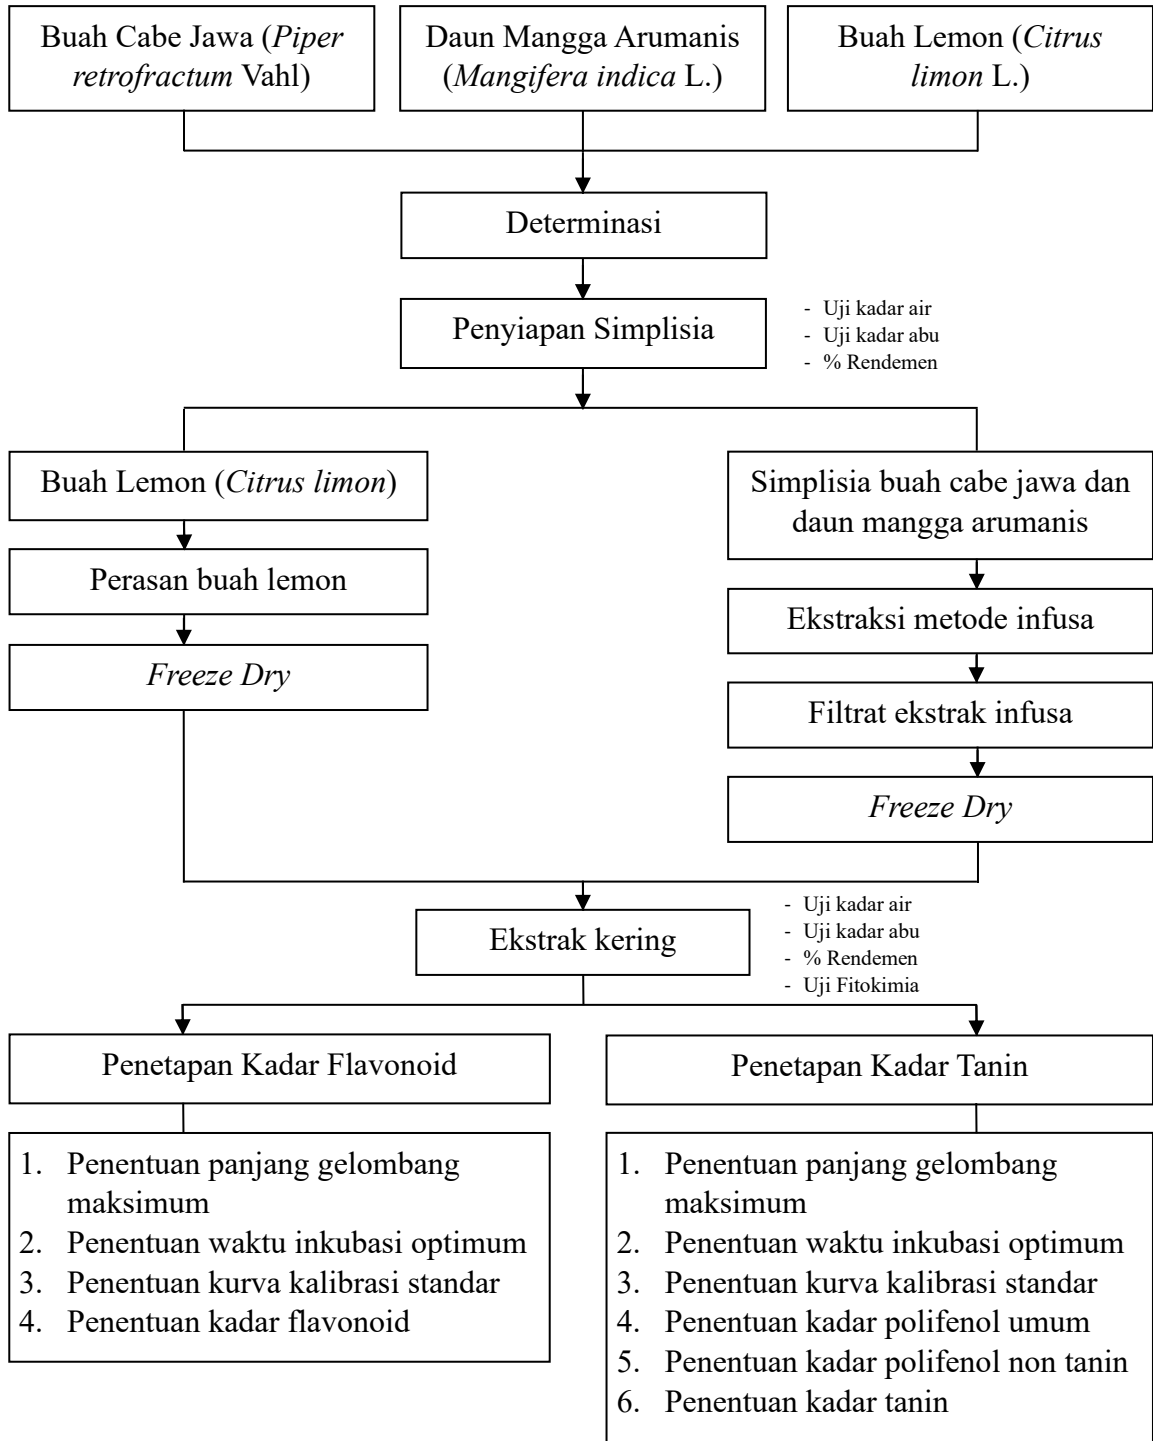 Buah Cabe Jawa (Piper
retrofractum Vahl)
Daun Mangga Arumanis
(Mangifera indica L.)
Buah Lemon (Citrus
limon L.)
Determinasi
Penyiapan Simplisia
- Uji kadar air
- Uji kadar abu
- % Rendemen
Buah Lemon (Citrus limon)
Perasan buah lemon
Freeze Dry
Simplisia buah cabe jawa dan
daun mangga arumanis
Ekstraksi metode infusa
Filtrat ekstrak infusa
Freeze Dry
Ekstrak kering
- Uji kadar air
- Uji kadar abu
- % Rendemen
- Uji Fitokimia
Penetapan Kadar Flavonoid
1. Penentuan panjang gelombang
maksimum
2. Penentuan waktu inkubasi optimum
3. Penentuan kurva kalibrasi standar
4. Penentuan kadar flavonoid
Penetapan Kadar Tanin
1. Penentuan panjang gelombang
maksimum
2. Penentuan waktu inkubasi optimum
3. Penentuan kurva kalibrasi standar
4. Penentuan kadar polifenol umum
5. Penentuan kadar polifenol non tanin
6. Penentuan kadar tanin